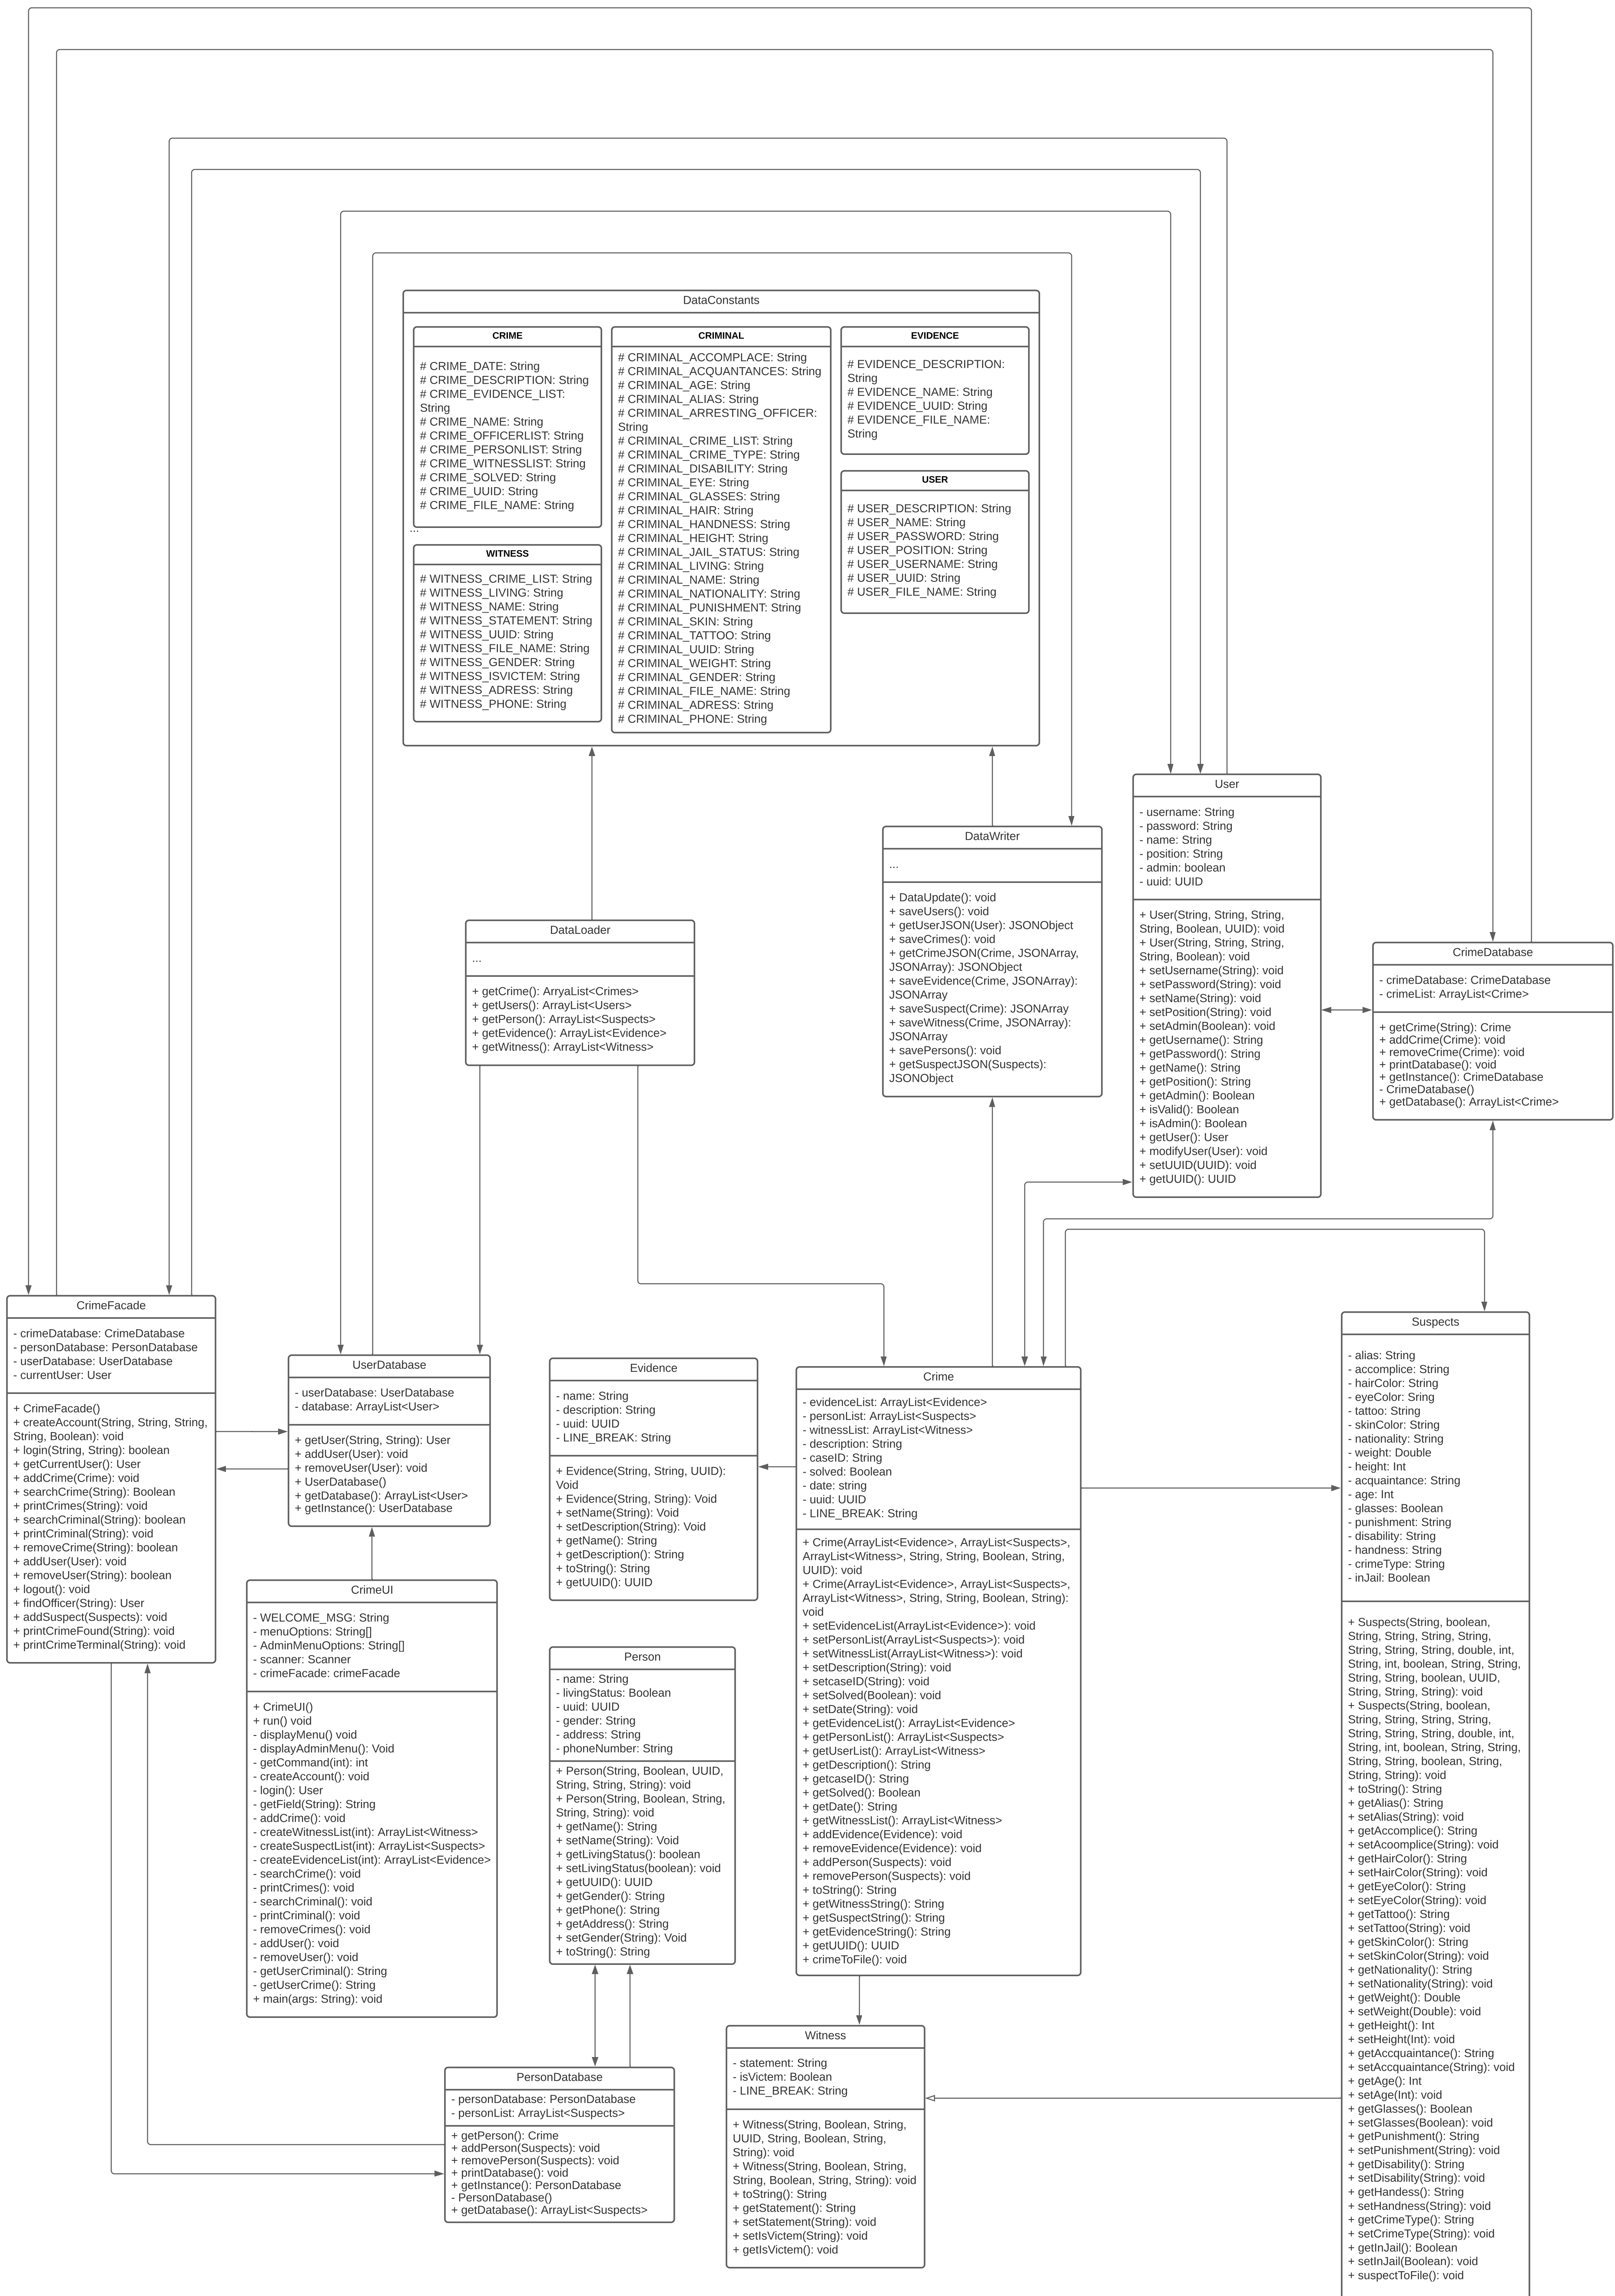 DataConstants
CRIME
# CRIME_DATE: String
# CRIME_DESCRIPTION: String
# CRIME_EVIDENCE_LIST:
String
# CRIME_NAME: String
# CRIME_OFFICERLIST: String
# CRIME_PERSONLIST: String
# CRIME_WITNESSLIST: String
# CRIME_SOLVED: String
# CRIME_UUID: String
# CRIME_FILE_NAME: String
...
WITNESS
# WITNESS_CRIME_LIST: String
# WITNESS_LIVING: String
# WITNESS_NAME: String
# WITNESS_STATEMENT: String
# WITNESS_UUID: String
# WITNESS_FILE_NAME: String
# WITNESS_GENDER: String
# WITNESS_ISVICTEM: String
# WITNESS_ADRESS: String
# WITNESS_PHONE: String
CRIMINAL
# CRIMINAL_ACCOMPLACE: String
# CRIMINAL_ACQUANTANCES: String
# CRIMINAL_AGE: String
# CRIMINAL_ALIAS: String
# CRIMINAL_ARRESTING_OFFICER:
String
# CRIMINAL_CRIME_LIST: String
# CRIMINAL_CRIME_TYPE: String
# CRIMINAL_DISABILITY: String
# CRIMINAL_EYE: String
# CRIMINAL_GLASSES: String
# CRIMINAL_HAIR: String
# CRIMINAL_HANDNESS: String
# CRIMINAL_HEIGHT: String
# CRIMINAL_JAIL_STATUS: String
# CRIMINAL_LIVING: String
# CRIMINAL_NAME: String
# CRIMINAL_NATIONALITY: String
# CRIMINAL_PUNISHMENT: String
# CRIMINAL_SKIN: String
# CRIMINAL_TATTOO: String
# CRIMINAL_UUID: String
# CRIMINAL_WEIGHT: String
# CRIMINAL_GENDER: String
# CRIMINAL_FILE_NAME: String
# CRIMINAL_ADRESS: String
# CRIMINAL_PHONE: String
EVIDENCE
# EVIDENCE_DESCRIPTION:
String
# EVIDENCE_NAME: String
# EVIDENCE_UUID: String
# EVIDENCE_FILE_NAME:
String
USER
# USER_DESCRIPTION: String
# USER_NAME: String
# USER_PASSWORD: String
# USER_POSITION: String
# USER_USERNAME: String
# USER_UUID: String
# USER_FILE_NAME: String
User
- username: String
- password: String
- name: String
- position: String
- admin: boolean
- uuid: UUID
+ User(String, String, String,
String, Boolean, UUID): void
+ User(String, String, String,
String, Boolean): void
+ setUsername(String): void
+ setPassword(String): void
+ setName(String): void
+ setPosition(String): void
+ setAdmin(Boolean): void
+ getUsername(): String
+ getPassword(): String
+ getName(): String
+ getPosition(): String
+ getAdmin(): Boolean
+ isValid(): Boolean
+ isAdmin(): Boolean
+ getUser(): User
+ modifyUser(User): void
+ setUUID(UUID): void
+ getUUID(): UUID
DataWriter
...
+ DataUpdate(): void
+ saveUsers(): void
+ getUserJSON(User): JSONObject
+ saveCrimes(): void
+ getCrimeJSON(Crime, JSONArray,
JSONArray): JSONObject
+ saveEvidence(Crime, JSONArray):
JSONArray
+ saveSuspect(Crime): JSONArray
+ saveWitness(Crime, JSONArray):
JSONArray
+ savePersons(): void
+ getSuspectJSON(Suspects):
JSONObject
DataLoader
...
+ getCrime(): ArryaList<Crimes>
+ getUsers(): ArrayList<Users>
+ getPerson(): ArrayList<Suspects>
+ getEvidence(): ArrayList<Evidence>
+ getWitness(): ArrayList<Witness>
CrimeDatabase
- crimeDatabase: CrimeDatabase
- crimeList: ArrayList<Crime>
+ getCrime(String): Crime
+ addCrime(Crime): void
+ removeCrime(Crime): void
+ printDatabase(): void
+ getInstance(): CrimeDatabase
- CrimeDatabase()
+ getDatabase(): ArrayList<Crime>
CrimeFacade
- crimeDatabase: CrimeDatabase
- personDatabase: PersonDatabase
- userDatabase: UserDatabase
- currentUser: User
+ CrimeFacade()
+ createAccount(String, String, String,
String, Boolean): void
+ login(String, String): boolean
+ getCurrentUser(): User
+ addCrime(Crime): void
+ searchCrime(String): Boolean
+ printCrimes(String): void
+ searchCriminal(String): boolean
+ printCriminal(String): void
+ removeCrime(String): boolean
+ addUser(User): void
+ removeUser(String): boolean
+ logout(): void
+ findOfficer(String): User
+ addSuspect(Suspects): void
+ printCrimeFound(String): void
+ printCrimeTerminal(String): void
UserDatabase
- userDatabase: UserDatabase
- database: ArrayList<User>
+ getUser(String, String): User
+ addUser(User): void
+ removeUser(User): void
+ UserDatabase()
+ getDatabase(): ArrayList<User>
+ getInstance(): UserDatabase
CrimeUI
- WELCOME_MSG: String
- menuOptions: String[]
- AdminMenuOptions: String[]
- scanner: Scanner
- crimeFacade: crimeFacade
+ CrimeUI()
+ run() void
- displayMenu() void
- displayAdminMenu(): Void
- getCommand(int): int
- createAccount(): void
- login(): User
- getField(String): String
- addCrime(): void
- createWitnessList(int): ArrayList<Witness>
- createSuspectList(int): ArrayList<Suspects>
- createEvidenceList(int): ArrayList<Evidence>
- searchCrime(): void
- printCrimes(): void
- searchCriminal(): void
- printCriminal(): void
- removeCrimes(): void
- addUser(): void
- removeUser(): void
- getUserCriminal(): String
- getUserCrime(): String
+ main(args: String): void
Evidence
- name: String
- description: String
- uuid: UUID
- LINE_BREAK: String
+ Evidence(String, String, UUID):
Void
+ Evidence(String, String): Void
+ setName(String): Void
+ setDescription(String): Void
+ getName(): String
+ getDescription(): String
+ toString(): String
+ getUUID(): UUID
Person
- name: String
- livingStatus: Boolean
- uuid: UUID
- gender: String
- address: String
- phoneNumber: String
+ Person(String, Boolean, UUID,
String, String, String): void
+ Person(String, Boolean, String,
String, String): void
+ getName(): String
+ setName(String): Void
+ getLivingStatus(): boolean
+ setLivingStatus(boolean): void
+ getUUID(): UUID
+ getGender(): String
+ getPhone(): String
+ getAddress(): String
+ setGender(String): Void
+ toString(): String
Crime
- evidenceList: ArrayList<Evidence>
- personList: ArrayList<Suspects>
- witnessList: ArrayList<Witness>
- description: String
- caseID: String
- solved: Boolean
- date: string
- uuid: UUID
- LINE_BREAK: String
+ Crime(ArrayList<Evidence>, ArrayList<Suspects>,
ArrayList<Witness>, String, String, Boolean, String,
UUID): void
+ Crime(ArrayList<Evidence>, ArrayList<Suspects>,
ArrayList<Witness>, String, String, Boolean, String):
void
+ setEvidenceList(ArrayList<Evidence>): void
+ setPersonList(ArrayList<Suspects>): void
+ setWitnessList(ArrayList<Witness>): void
+ setDescription(String): void
+ setcaseID(String): void
+ setSolved(Boolean): void
+ setDate(String): void
+ getEvidenceList(): ArrayList<Evidence>
+ getPersonList(): ArrayList<Suspects>
+ getUserList(): ArrayList<Witness>
+ getDescription(): String
+ getcaseID(): String
+ getSolved(): Boolean
+ getDate(): String
+ getWitnessList(): ArrayList<Witness>
+ addEvidence(Evidence): void
+ removeEvidence(Evidence): void
+ addPerson(Suspects): void
+ removePerson(Suspects): void
+ toString(): String
+ getWitnessString(): String
+ getSuspectString(): String
+ getEvidenceString(): String
+ getUUID(): UUID
+ crimeToFile(): void
Suspects
- alias: String
- accomplice: String
- hairColor: String
- eyeColor: Sring
- tattoo: String
- skinColor: String
- nationality: String
- weight: Double
- height: Int
- acquaintance: String
- age: Int
- glasses: Boolean
- punishment: String
- disability: String
- handness: String
- crimeType: String
- inJail: Boolean
+ Suspects(String, boolean,
String, String, String, String,
String, String, String, double, int,
String, int, boolean, String, String,
String, String, boolean, UUID,
String, String, String): void
+ Suspects(String, boolean,
String, String, String, String,
String, String, String, double, int,
String, int, boolean, String, String,
String, String, boolean, String,
String, String): void
+ toString(): String
+ getAlias(): String
+ setAlias(String): void
+ getAccomplice(): String
+ setAcoomplice(String): void
+ getHairColor(): String
+ setHairColor(String): void
+ getEyeColor(): String
+ setEyeColor(String): void
+ getTattoo(): String
+ setTattoo(String): void
+ getSkinColor(): String
+ setSkinColor(String): void
+ getNationality(): String
+ setNationality(String): void
+ getWeight(): Double
+ setWeight(Double): void
+ getHeight(): Int
+ setHeight(Int): void
+ getAccquaintance(): String
+ setAccquaintance(String): void
+ getAge(): Int
+ setAge(Int): void
+ getGlasses(): Boolean
+ setGlasses(Boolean): void
+ getPunishment(): String
+ setPunishment(String): void
+ getDisability(): String
+ setDisability(String): void
+ getHandess(): String
+ setHandness(String): void
+ getCrimeType(): String
+ setCrimeType(String): void
+ getInJail(): Boolean
+ setInJail(Boolean): void
+ suspectToFile(): void
Witness
- statement: String
- isVictem: Boolean
- LINE_BREAK: String
+ Witness(String, Boolean, String,
UUID, String, Boolean, String,
String): void
+ Witness(String, Boolean, String,
String, Boolean, String, String): void
+ toString(): String
+ getStatement(): String
+ setStatement(String): void
+ setIsVictem(String): void
+ getIsVictem(): void
PersonDatabase
- personDatabase: PersonDatabase
- personList: ArrayList<Suspects>
+ getPerson(): Crime
+ addPerson(Suspects): void
+ removePerson(Suspects): void
+ printDatabase(): void
+ getInstance(): PersonDatabase
- PersonDatabase()
+ getDatabase(): ArrayList<Suspects>